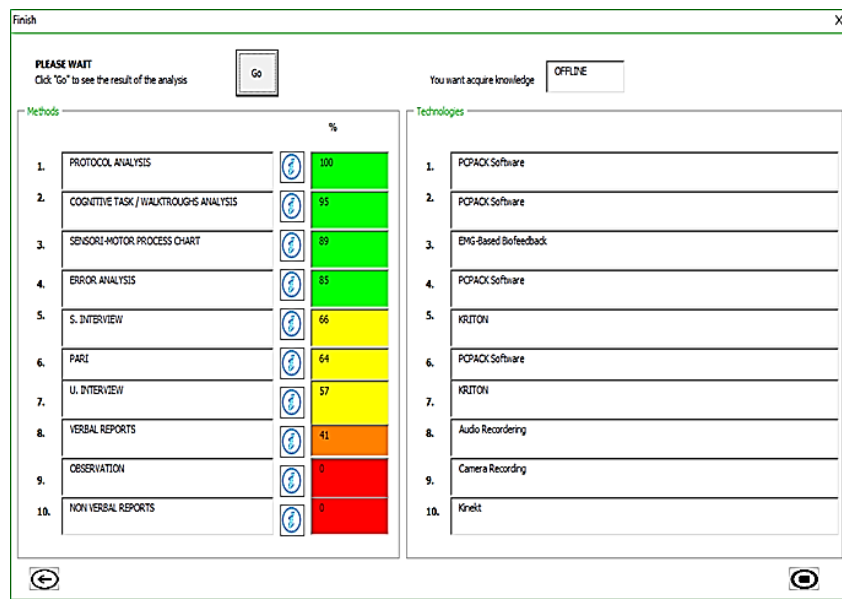 Finish X
PLEASE WAIT
Click "Go" to see the result of the analysis
Go
You want acquire knowledge
OFFLINE
Methods
%
1. PROTOCOL ANALYSIS 100
2. COGNITIVE TASK / WALKTROUGHS ANALYSIS 95
3. SENSORI-MOTOR PROCESS CHART 89
4. ERROR ANALYSIS 85
5. S. INTERVIEW 66
6. PARI 64
7. U. INTERVIEW 57
8. VERBAL REPORTS 41
9. OBSERVATION 0
10. NON VERBAL REPORTS 0
Technologies
1. PCPACK Software
2. PCPACK Software
3. EMG-Based Biofeedback
4. PCPACK Software
5. KRITON
6. PCPACK Software
7. KRITON
8. Audio Recordering
9. Camera Recording
10. Kinekt